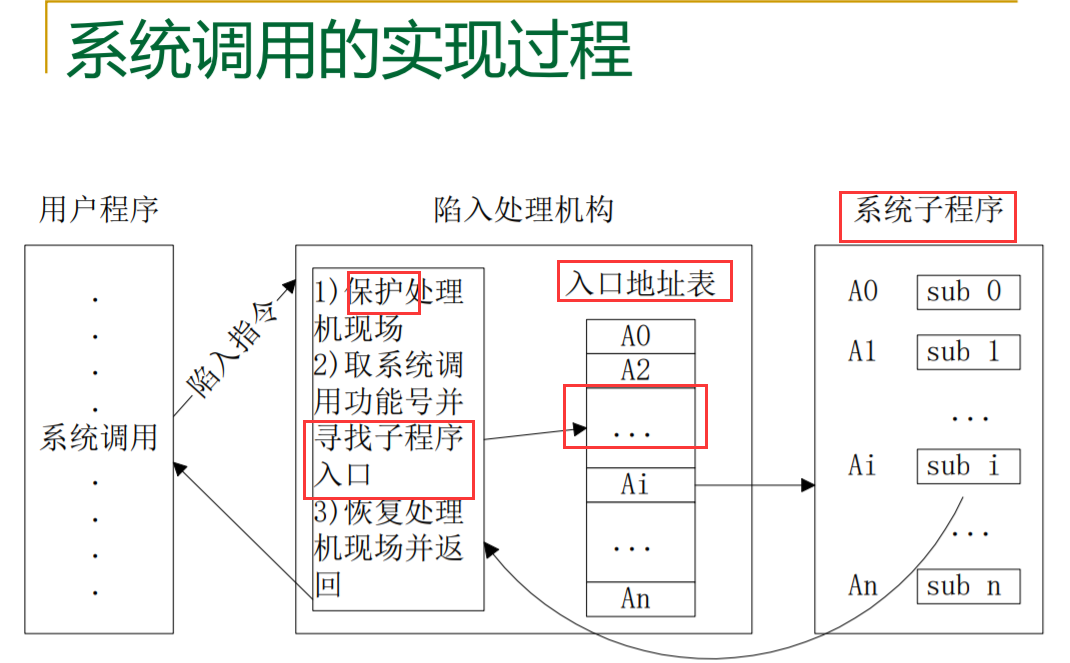 系统调用的实现过程
用户程序
陷入处理机构
系统子程序
.
.
.
.
系统调用
.
.
.
.
陷入指令
1)保护处理
机现场
2)取系统调
用功能号并
寻找子程序
入口
3)恢复处理
机现场并返
回
入口地址表
A0
A2
...
Ai
...
An
A0 sub 0
A1 sub 1
...
Ai sub i
...
An sub n